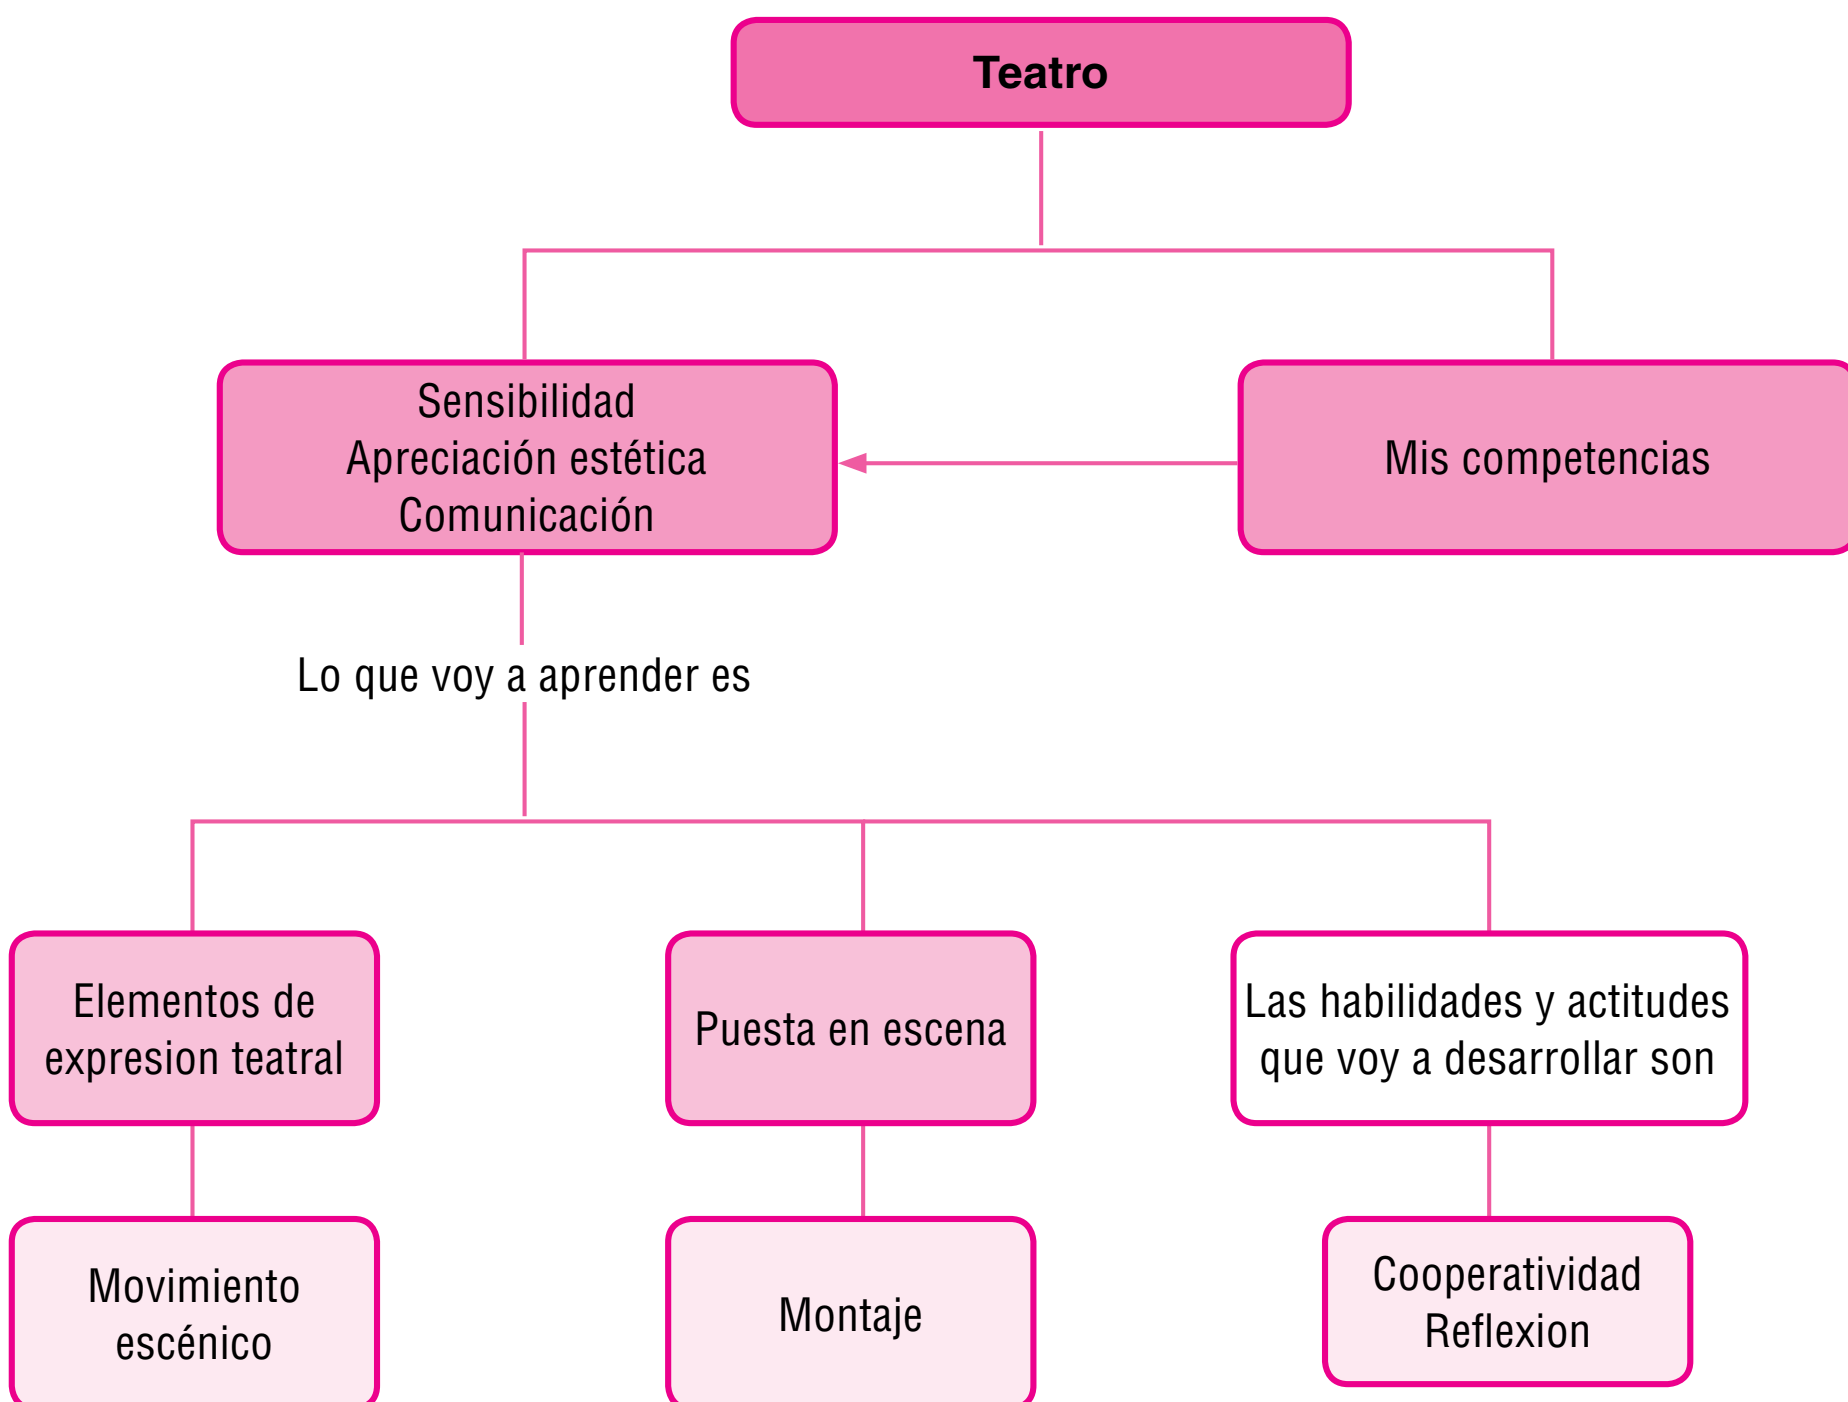 Teatro
Sensibilidad
Apreciación estética
Comunicación
Mis competencias
Lo que voy a aprender es
Elementos de
expresion teatral
Puesta en escena
Las habilidades y actitudes
que voy a desarrollar son
Movimiento
escénico
Montaje
Cooperatividad
Reflexion